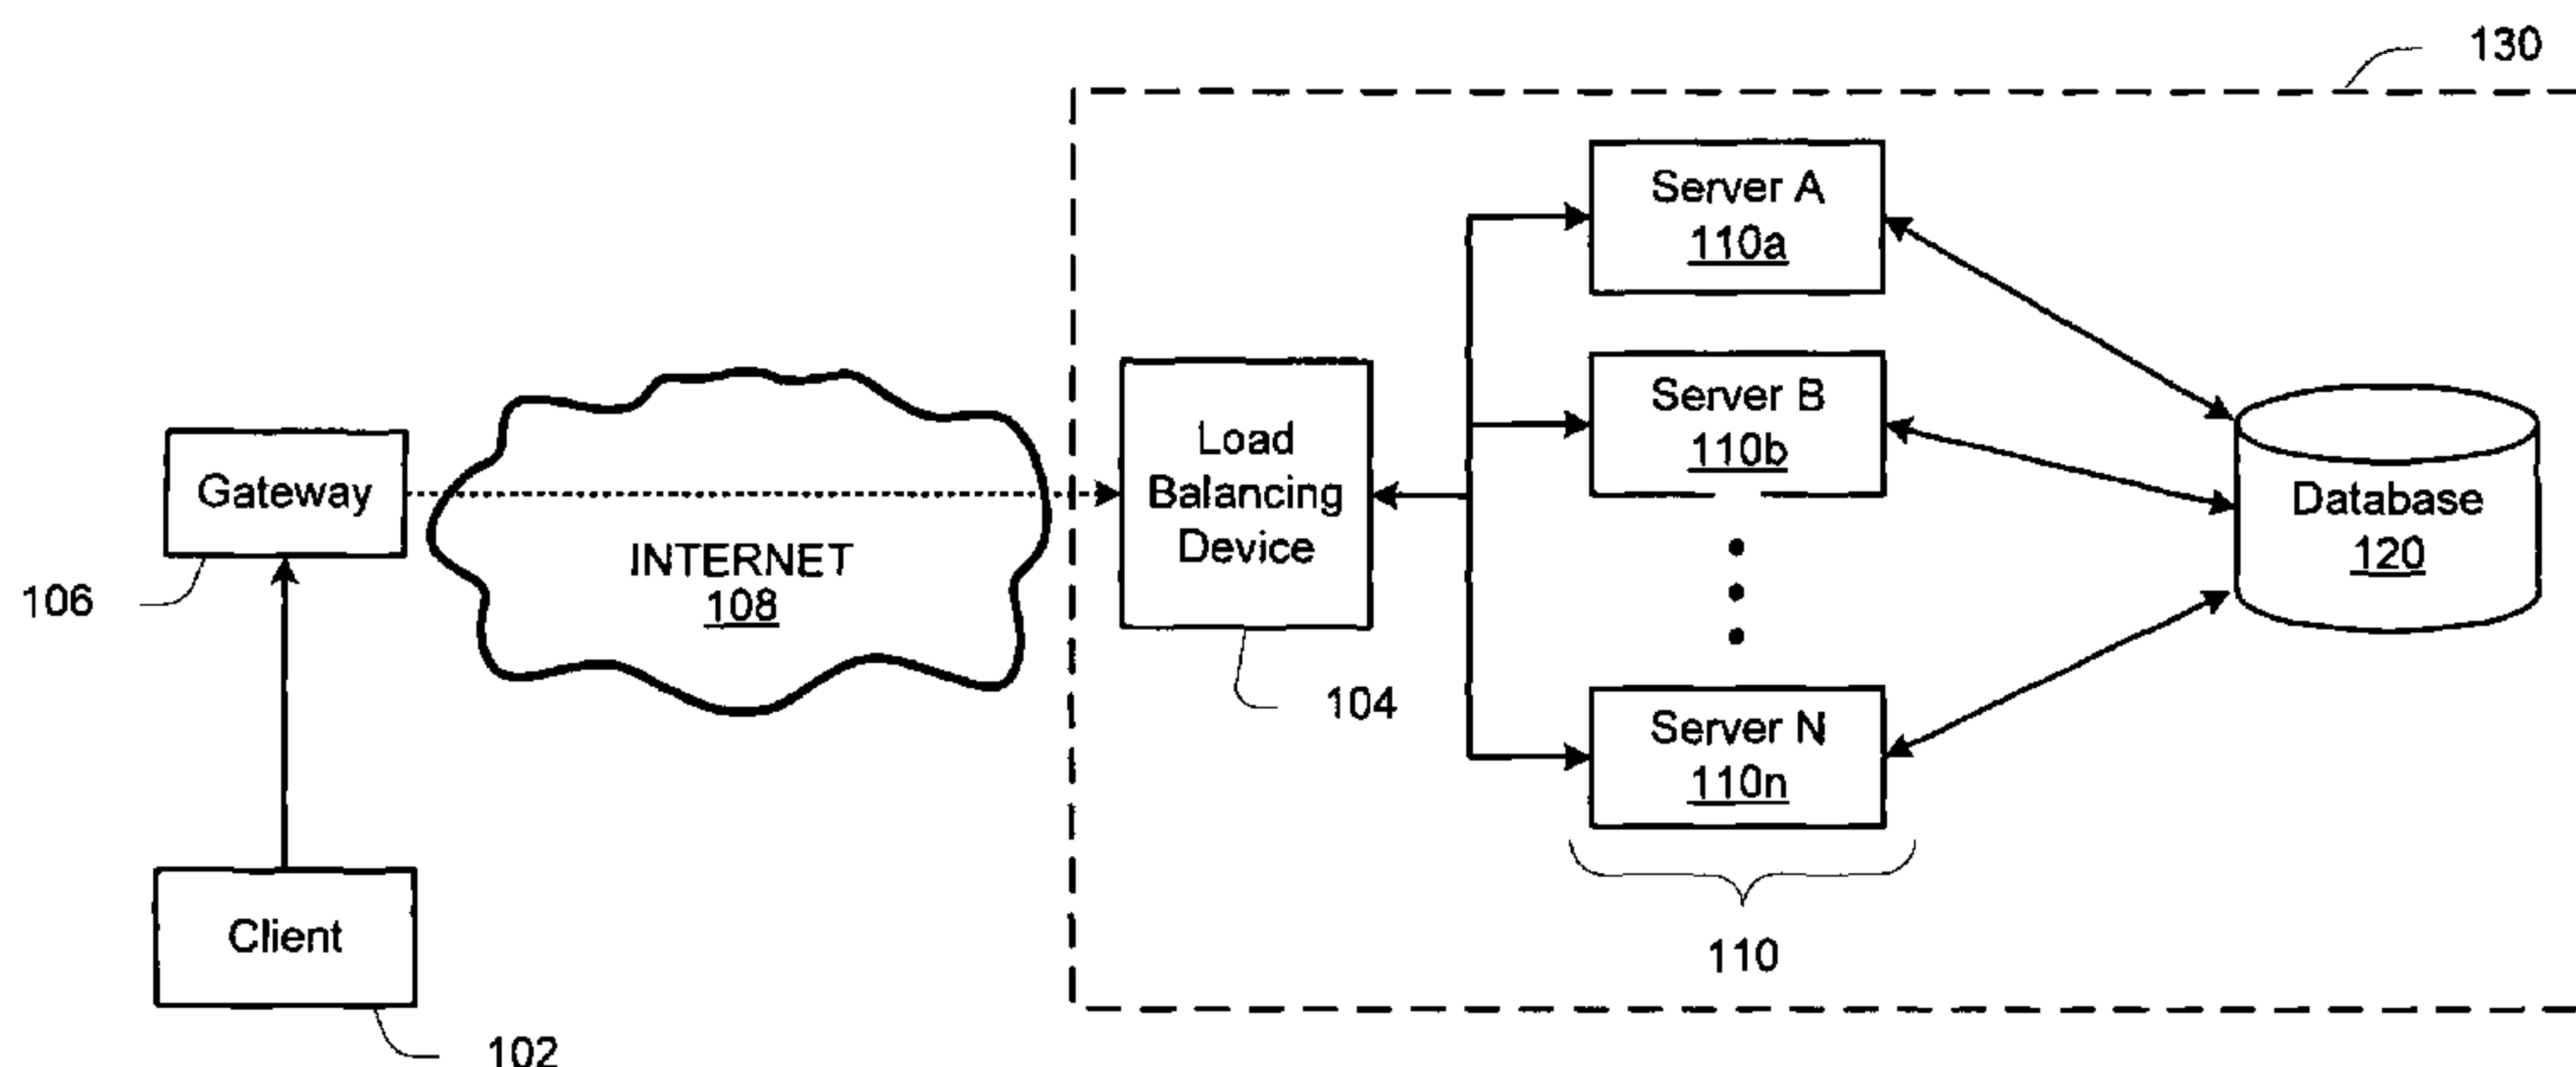 130
Server A
110a
Server B
110b
Load
Balancing
Device
Gateway
Database
120
INTERNET
108
106
104
Server N
110n
Client
110
102